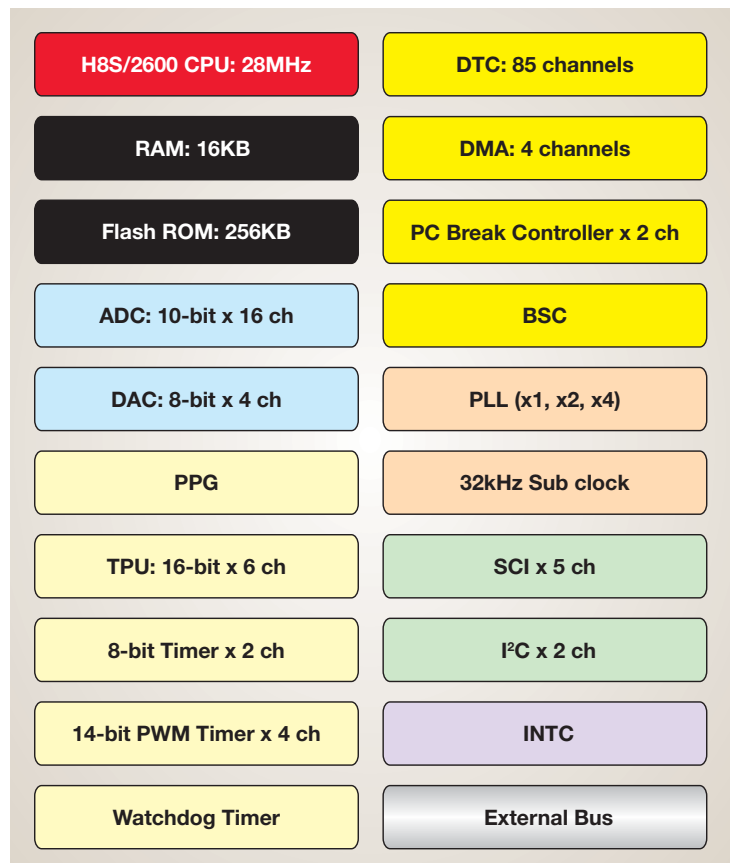 H8S/2600 CPU: 28MHz
DTC: 85 channels
RAM: 16KB
DMA: 4 channels
Flash ROM: 256KB
PC Break Controller x 2 ch
ADC: 10-bit x 16 ch
BSC
DAC: 8-bit x 4 ch
PLL (x1, x2, x4)
PPG
32kHz Sub clock
TPU: 16-bit x 6 ch
SCI x 5 ch
8-bit Timer x 2 ch
I²C x 2 ch
14-bit PWM Timer x 4 ch
INTC
Watchdog Timer
External Bus